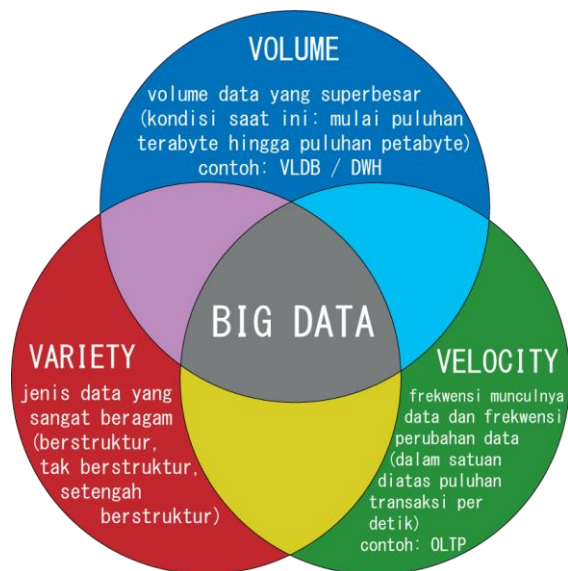 VOLUME
volume data yang superbesar
(kondisi saat ini: mulai puluhan
terabyte hingga puluhan petabyte)
contoh: VLDB / DWH
BIG DATA
VARIETY
jenis data yang
sangat beragam
(berstruktur,
tak berstruktur,
setengah
berstruktur)
VELOCITY
frekwensi munculnya
data dan frekwensi
perubahan data
(dalam satuan
diatas puluhan
transaksi per
detik)
contoh: OLTP